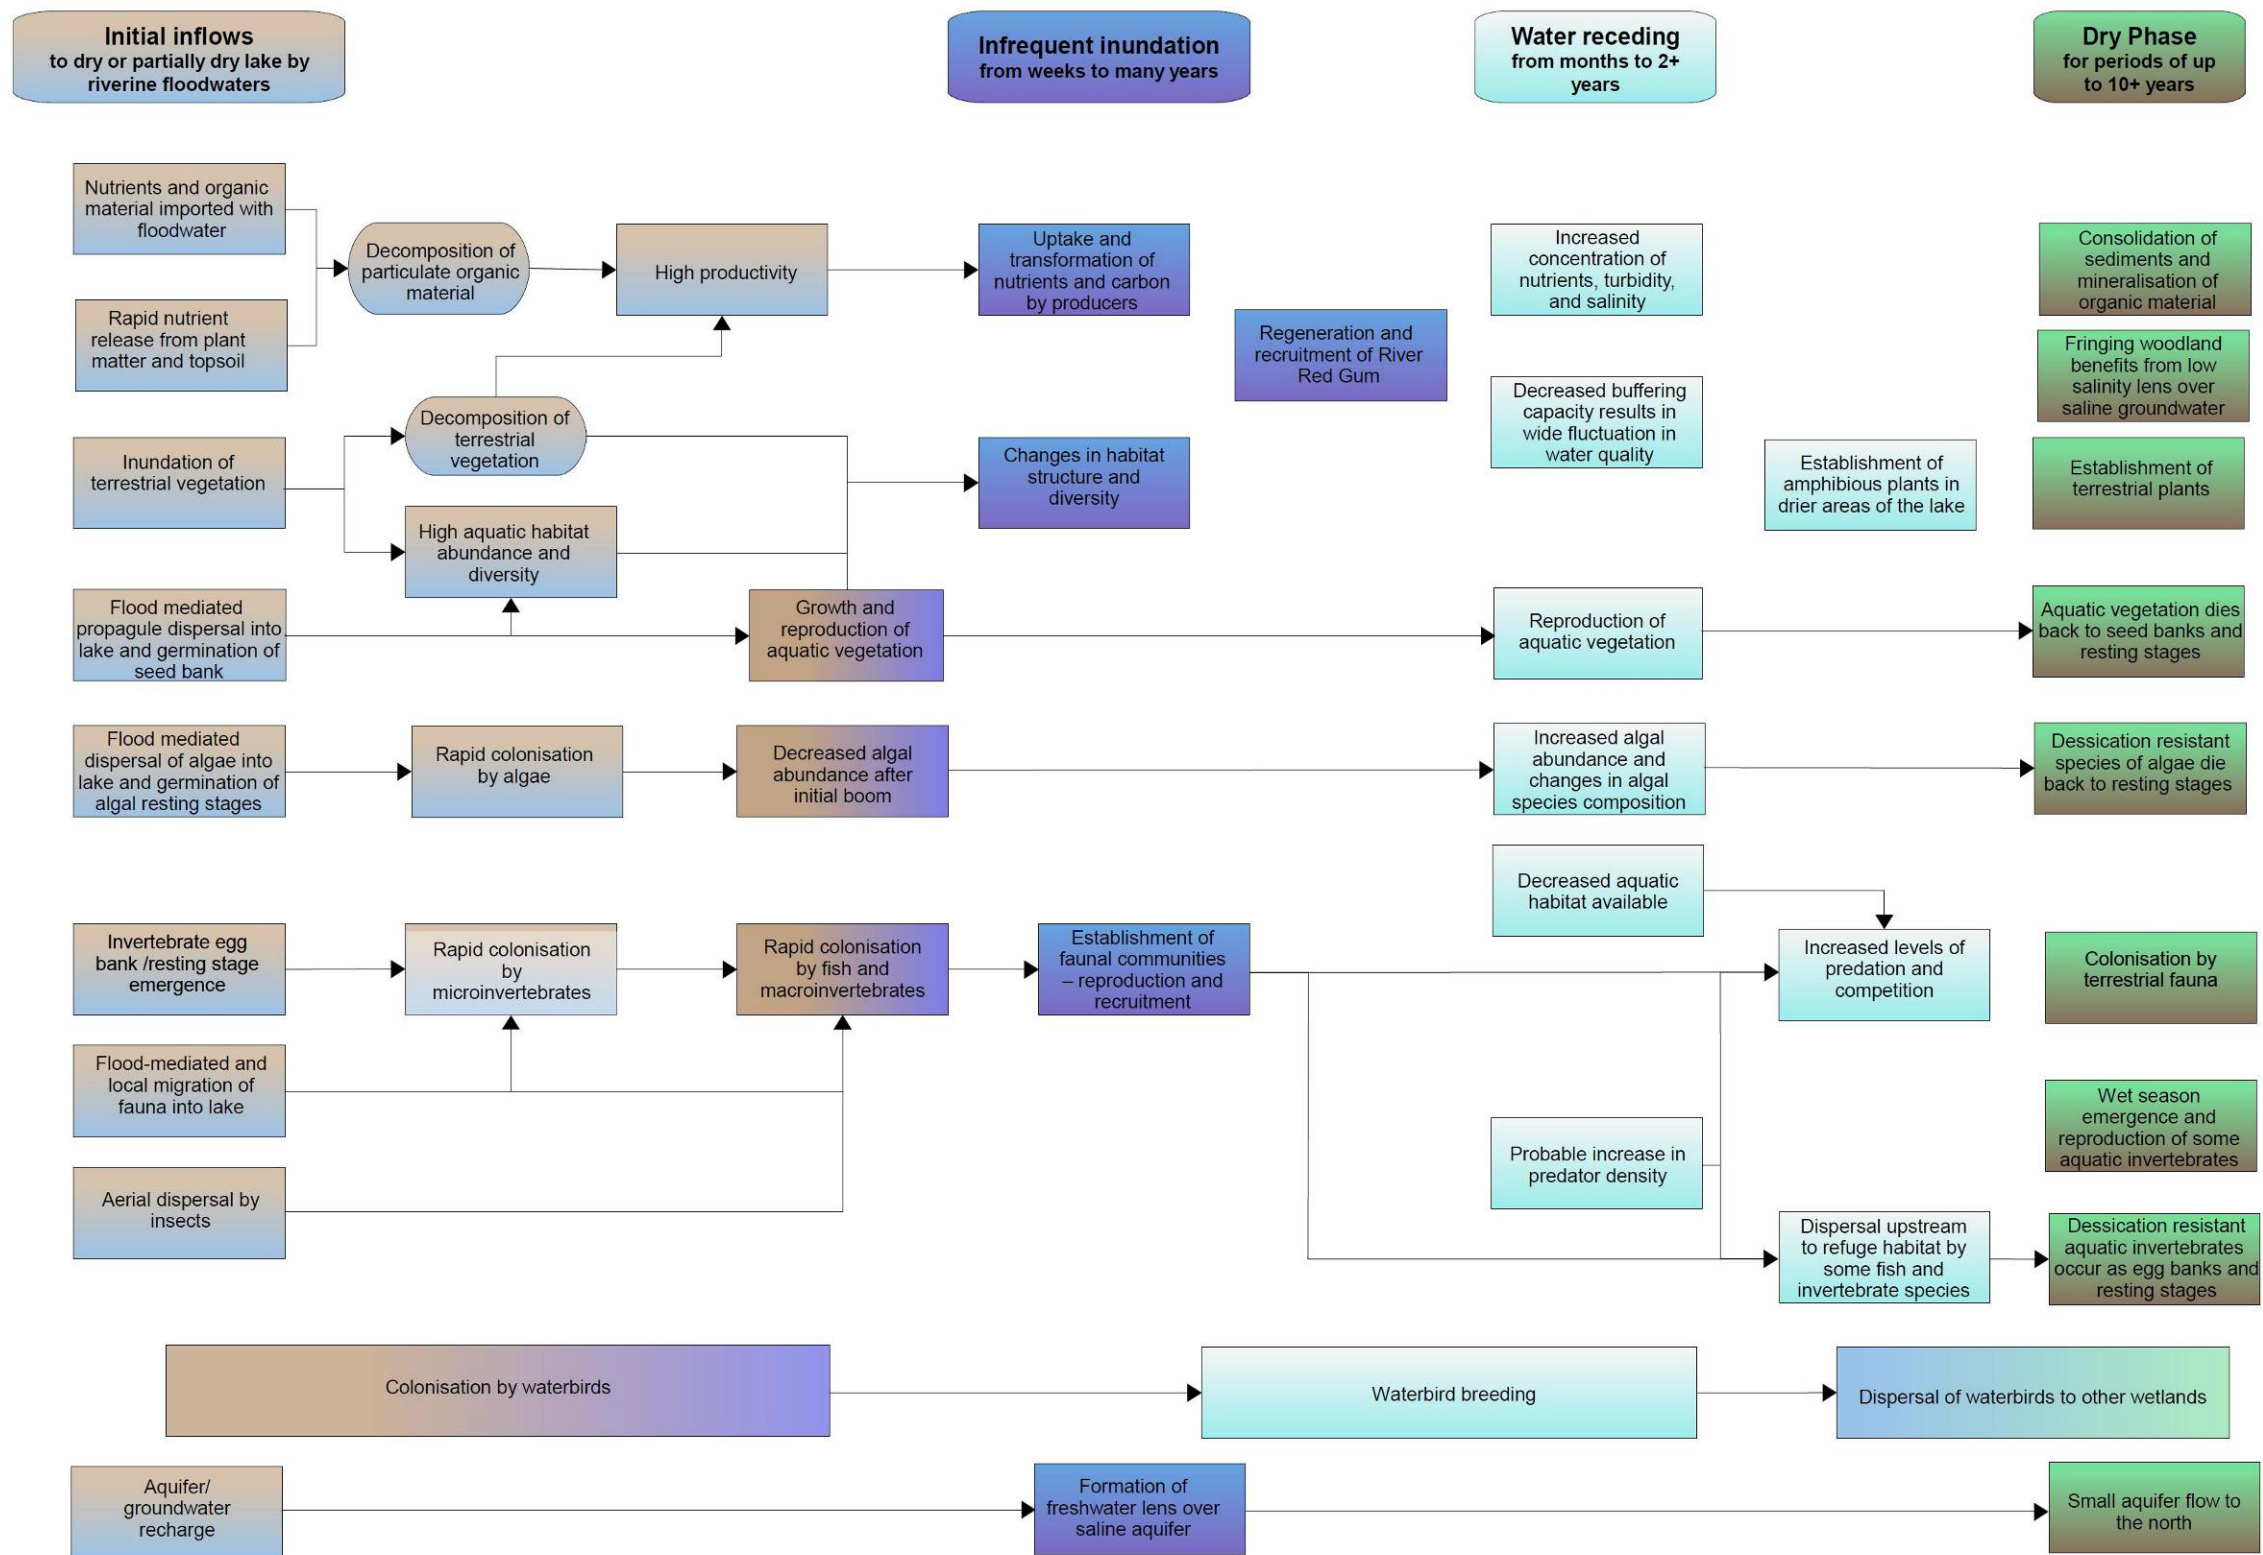 Initial inflows
to dry or partially dry lake by
riverine floodwaters
Infrequent inundation
from weeks to many years
Water receding
from months to 2+
years
Dry Phase
for periods of up
to 10+ years
Nutrients and organic
material imported with
floodwater
Rapid nutrient
release from plant
matter and topsoil
Decomposition of
particulate organic
material
High productivity
Uptake and
transformation of
nutrients and carbon
by producers
Regeneration and
recruitment of River
Red Gum
Increased
concentration of
nutrients, turbidity,
and salinity
Decreased buffering
capacity results in
wide fluctuation in
water quality
Consolidation of
sediments and
mineralisation of
organic material
Fringing woodland
benefits from low
salinity lens over
saline groundwater
Inundation of
terrestrial vegetation
Decomposition of
terrestrial
vegetation
High aquatic habitat
abundance and
diversity
Changes in habitat
structure and
diversity
Establishment of
amphibious plants in
drier areas of the lake
Establishment of
terrestrial plants
Flood mediated
propagule dispersal into
lake and germination of
seed bank
Growth and
reproduction of
aquatic vegetation
Reproduction of
aquatic vegetation
Aquatic vegetation dies
back to seed banks and
resting stages
Flood mediated
dispersal of algae into
lake and germination of
algal resting stages
Rapid colonisation
by algae
Decreased algal
abundance after
initial boom
Increased algal
abundance and
changes in algal
species composition
Dessication resistant
species of algae die
back to resting stages
Decreased aquatic
habitat available
Invertebrate egg
bank /resting stage
emergence
Rapid colonisation
by
microinvertebrates
Rapid colonisation
by fish and
macroinvertebrates
Establishment of
faunal communities
– reproduction and
recruitment
Increased levels of
predation and
competition
Colonisation by
terrestrial fauna
Flood-mediated and
local migration of
fauna into lake
Wet season
emergence and
reproduction of some
aquatic invertebrates
Probable increase in
predator density
Aerial dispersal by
insects
Dispersal upstream
to refuge habitat by
some fish and
invertebrate species
Dessication resistant
aquatic invertebrates
occur as egg banks and
resting stages
Colonisation by waterbirds
Waterbird breeding
Dispersal of waterbirds to other wetlands
Aquifer/
groundwater
recharge
Formation of
freshwater lens over
saline aquifer
Small aquifer flow to
the north